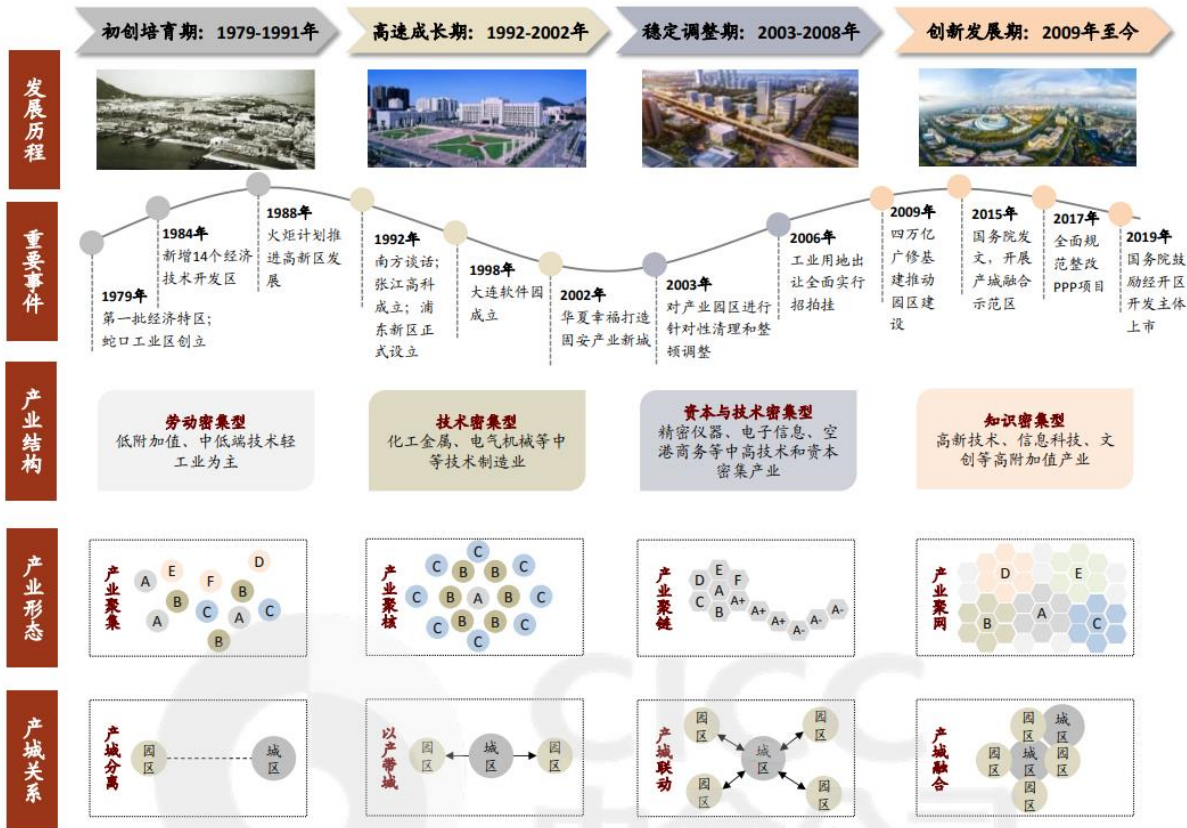 初创培育期：1979-1991年
高速成长期：1992-2002年
稳定调整期：2003-2008年
创新发展期：2009年至今
发展历程
重要事件
1979年
第一批经济特区；
蛇口工业区创立
1984年
新增14个经济
技术开发区
1988年
火炬计划推
进高新区发
展
1992年
南方谈话；
张江高科
成立；浦
东新区正
式设立
1998年
大连软件园
成立
2002年
华夏幸福打造
固安产业新城
2003年
对产业园区进行
针对性清理和整
顿调整
2006年
工业用地出
让全面实行
招拍挂
2009年
四万亿
广修基
建推动
园区建
设
2015年
国务院发
文，开展
产城融合
示范区
2017年
全面规
范整改
PPP项目
2019年
国务院鼓
励经开区
开发主体
上市
产业结构
劳动密集型
低附加值、中低端技术轻
工业为主
技术密集型
化工金属、电气机械等中
等技术制造业
资本与技术密集型
精密仪器、电子信息、空
港商务等中高技术和资本
密集产业
知识密集型
高新技术、信息科技、文
创等高附加值产业
产业形态
产业聚集
A E F D
B B
A C A C
B
产业聚核
C
C C
C B B C
C B A B C
C B B C
C C
C
产业聚链
D E F
C A A+
B A+ A+ A- A- A-
产业聚网
D E
B A C
产城关系
产城分离
园区
城区
以产带城
园区
城区
园区
产城联动
园区
园区
城区
园区
园区
产城融合
园区
城区
园区
城区
园区
园区
CICC